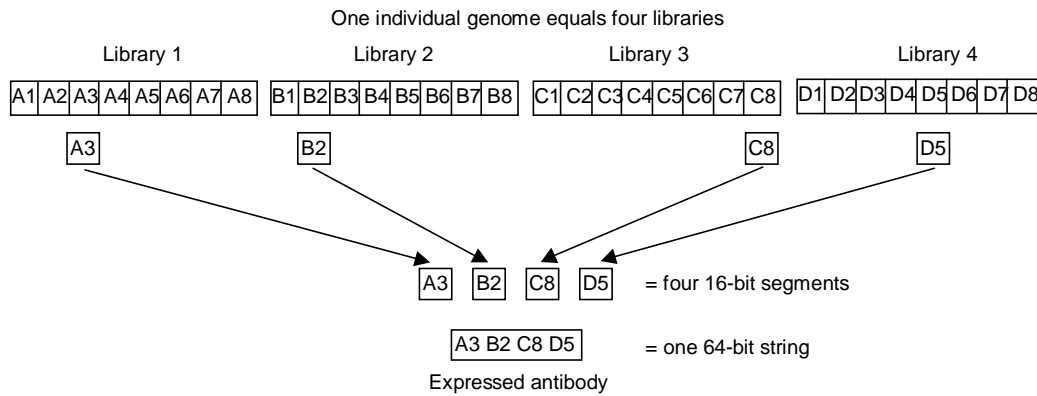 One individual genome equals four libraries
Library 1 Library 2 Library 3 Library 4
A1 A2 A3 A4 A5 A6 A7 A8 B1 B2 B3 B4 B5 B6 B7 B8 C1 C2 C3 C4 C5 C6 C7 C8 D1 D2 D3 D4 D5 D6 D7 D8
A3 B2 C8 D5
A3 B2 C8 D5 = four 16-bit segments
A3 B2 C8 D5 = one 64-bit string
Expressed antibody